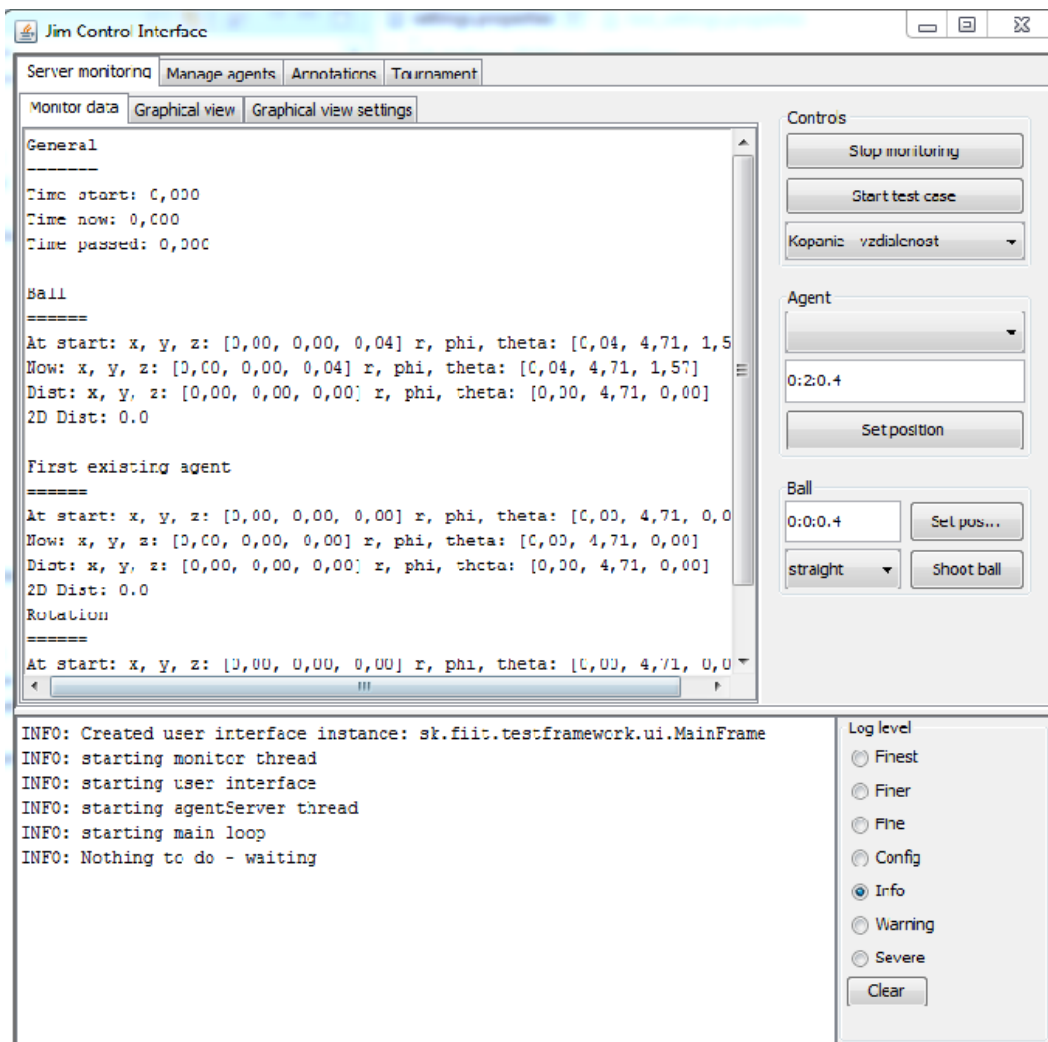 Jim Control Interface
Server monitoring Manage agents Annotations Tournament
Monitor data Graphical view Graphical view settings
General
-------
Time start: 0,000
Time now: 0,000
Time passed: 0,000
Ball
======
At start: x, y, z: [0,00, 0,00, 0,04] r, phi, theta: [0,04, 4,71, 1,5
Now: x, y, z: [0,00, 0,00, 0,04] r, phi, theta: [0,04, 4,71, 1,57]
Dist: x, y, z: [0,00, 0,00, 0,00] r, phi, theta: [0,00, 4,71, 0,00]
2D Dist: 0.0
First existing agent
======
At start: x, y, z: [0,00, 0,00, 0,00] r, phi, theta: [0,00, 4,71, 0,0
Now: x, y, z: [0,00, 0,00, 0,00] r, phi, theta: [0,00, 4,71, 0,00]
Dist: x, y, z: [0,00, 0,00, 0,00] r, phi, theta: [0,00, 4,71, 0,00]
2D Dist: 0.0
Rotation
======
At start: x, y, z: [0,00, 0,00, 0,00] r, phi, theta: [0,00, 4,71, 0,0
Controls
Stop monitoring
Start test case
Kopanie vzdialenost
Agent
0:2:0.4
Set position
Ball
0:0:0.4 Set pos...
straight Shoot ball
INFO: Created user interface instance: sk.fiit.testframework.ui.MainFrame
INFO: starting monitor thread
INFO: starting user interface
INFO: starting agentServer thread
INFO: starting main loop
INFO: Nothing to do - waiting
Log level
Finest
Finer
Fine
Config
Info
Warning
Severe
Clear